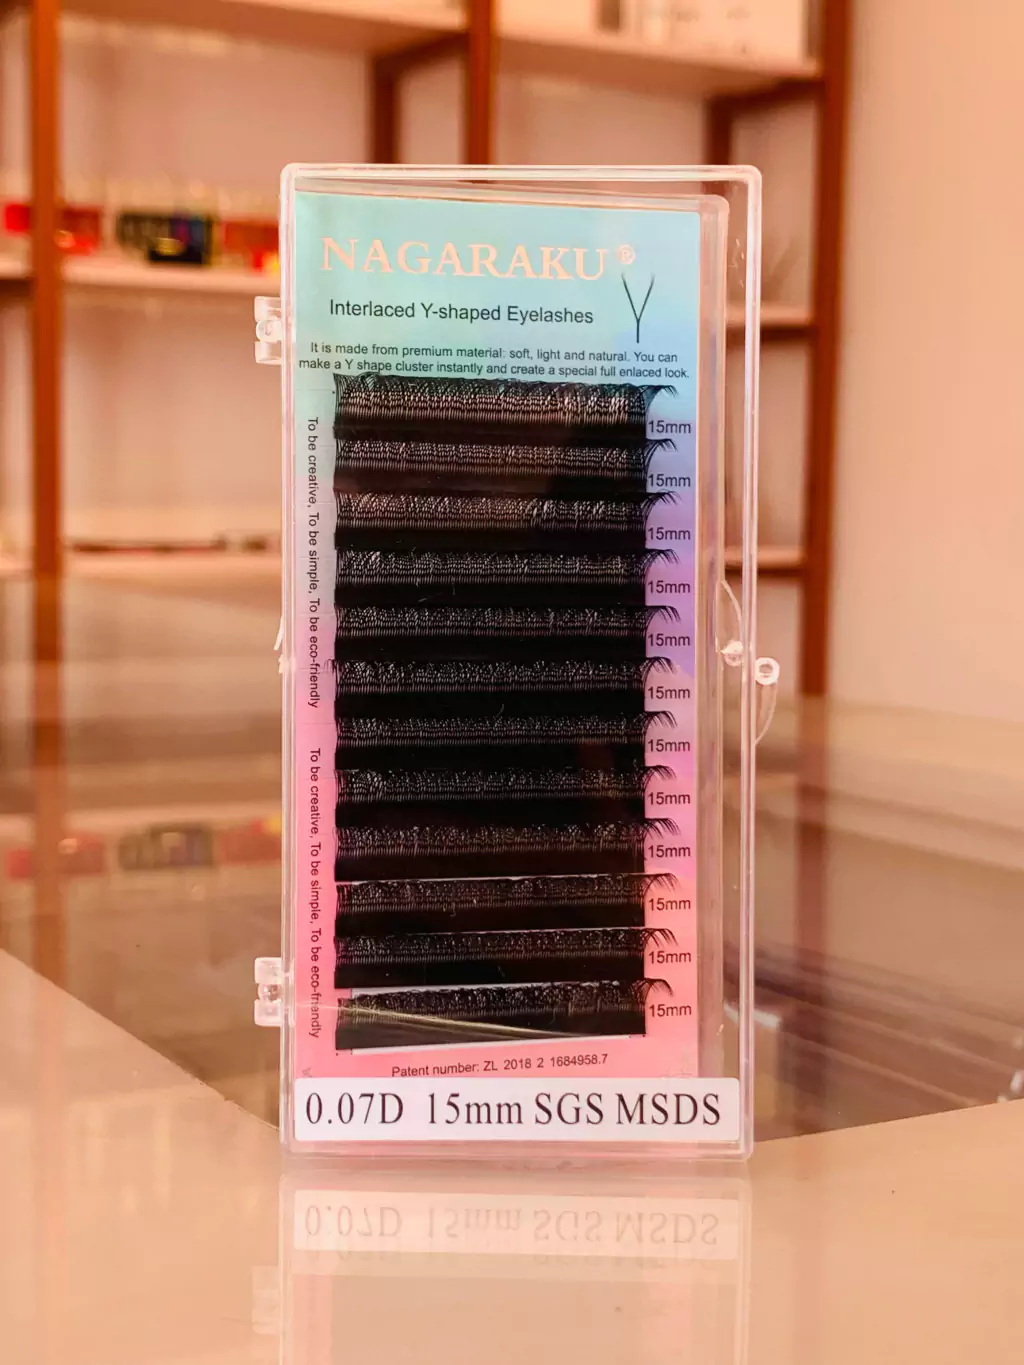 NAGARAKU®
Interlaced Y-shaped Eyelashes
It is made from premium material: soft, light and natural. You can
make a Y shape cluster instantly and create a special full enlaced look.
To be creative, To be simple, To be eco-friendly
To be creative, To be simple, To be eco-friendly
15mm
15mm
15mm
15mm
15mm
15mm
15mm
15mm
15mm
15mm
15mm
15mm
Patent number: ZL 2018 2 1684958.7
0.07D 15mm SGS MSDS